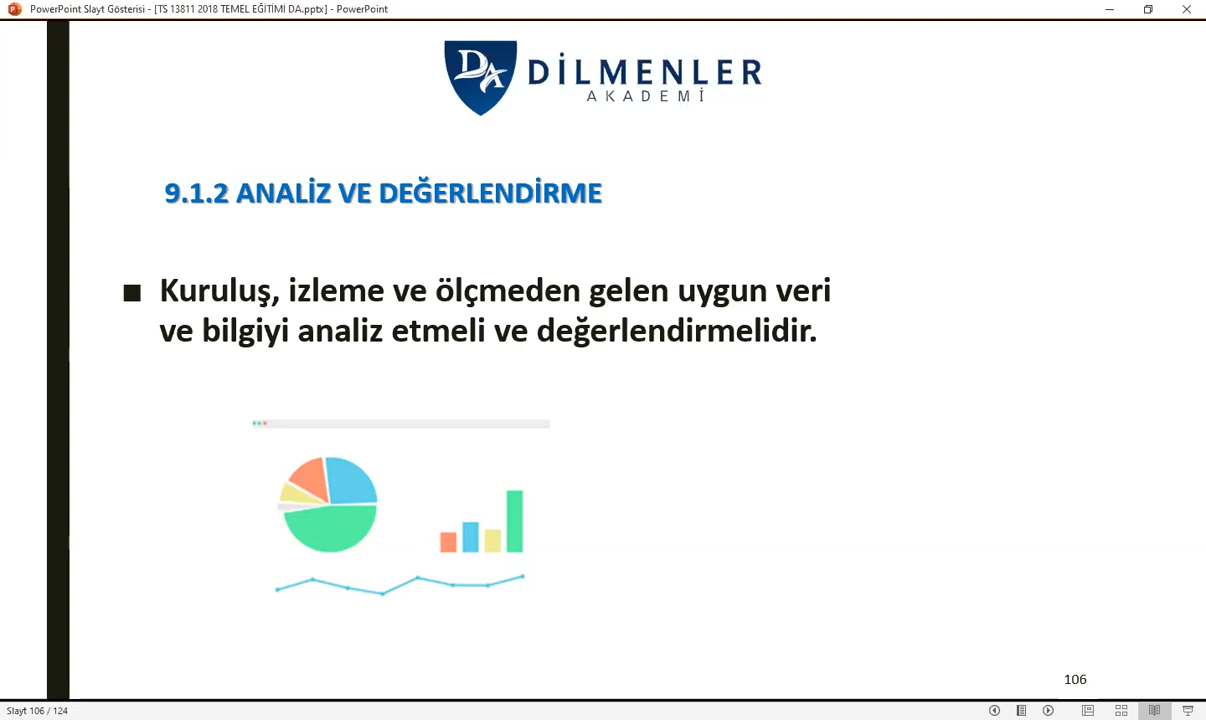 PowerPoint Slayt Gösterisi - [TS 13811 2018 TEMEL EĞİTİMİ DA.pptx] - PowerPoint
DA DİLMENLER
AKADEMİ
9.1.2 ANALİZ VE DEĞERLENDİRME
■ Kuruluş, izleme ve ölçmeden gelen uygun veri
ve bilgiyi analiz etmeli ve değerlendirmelidir.
106
Slayt 106 / 124